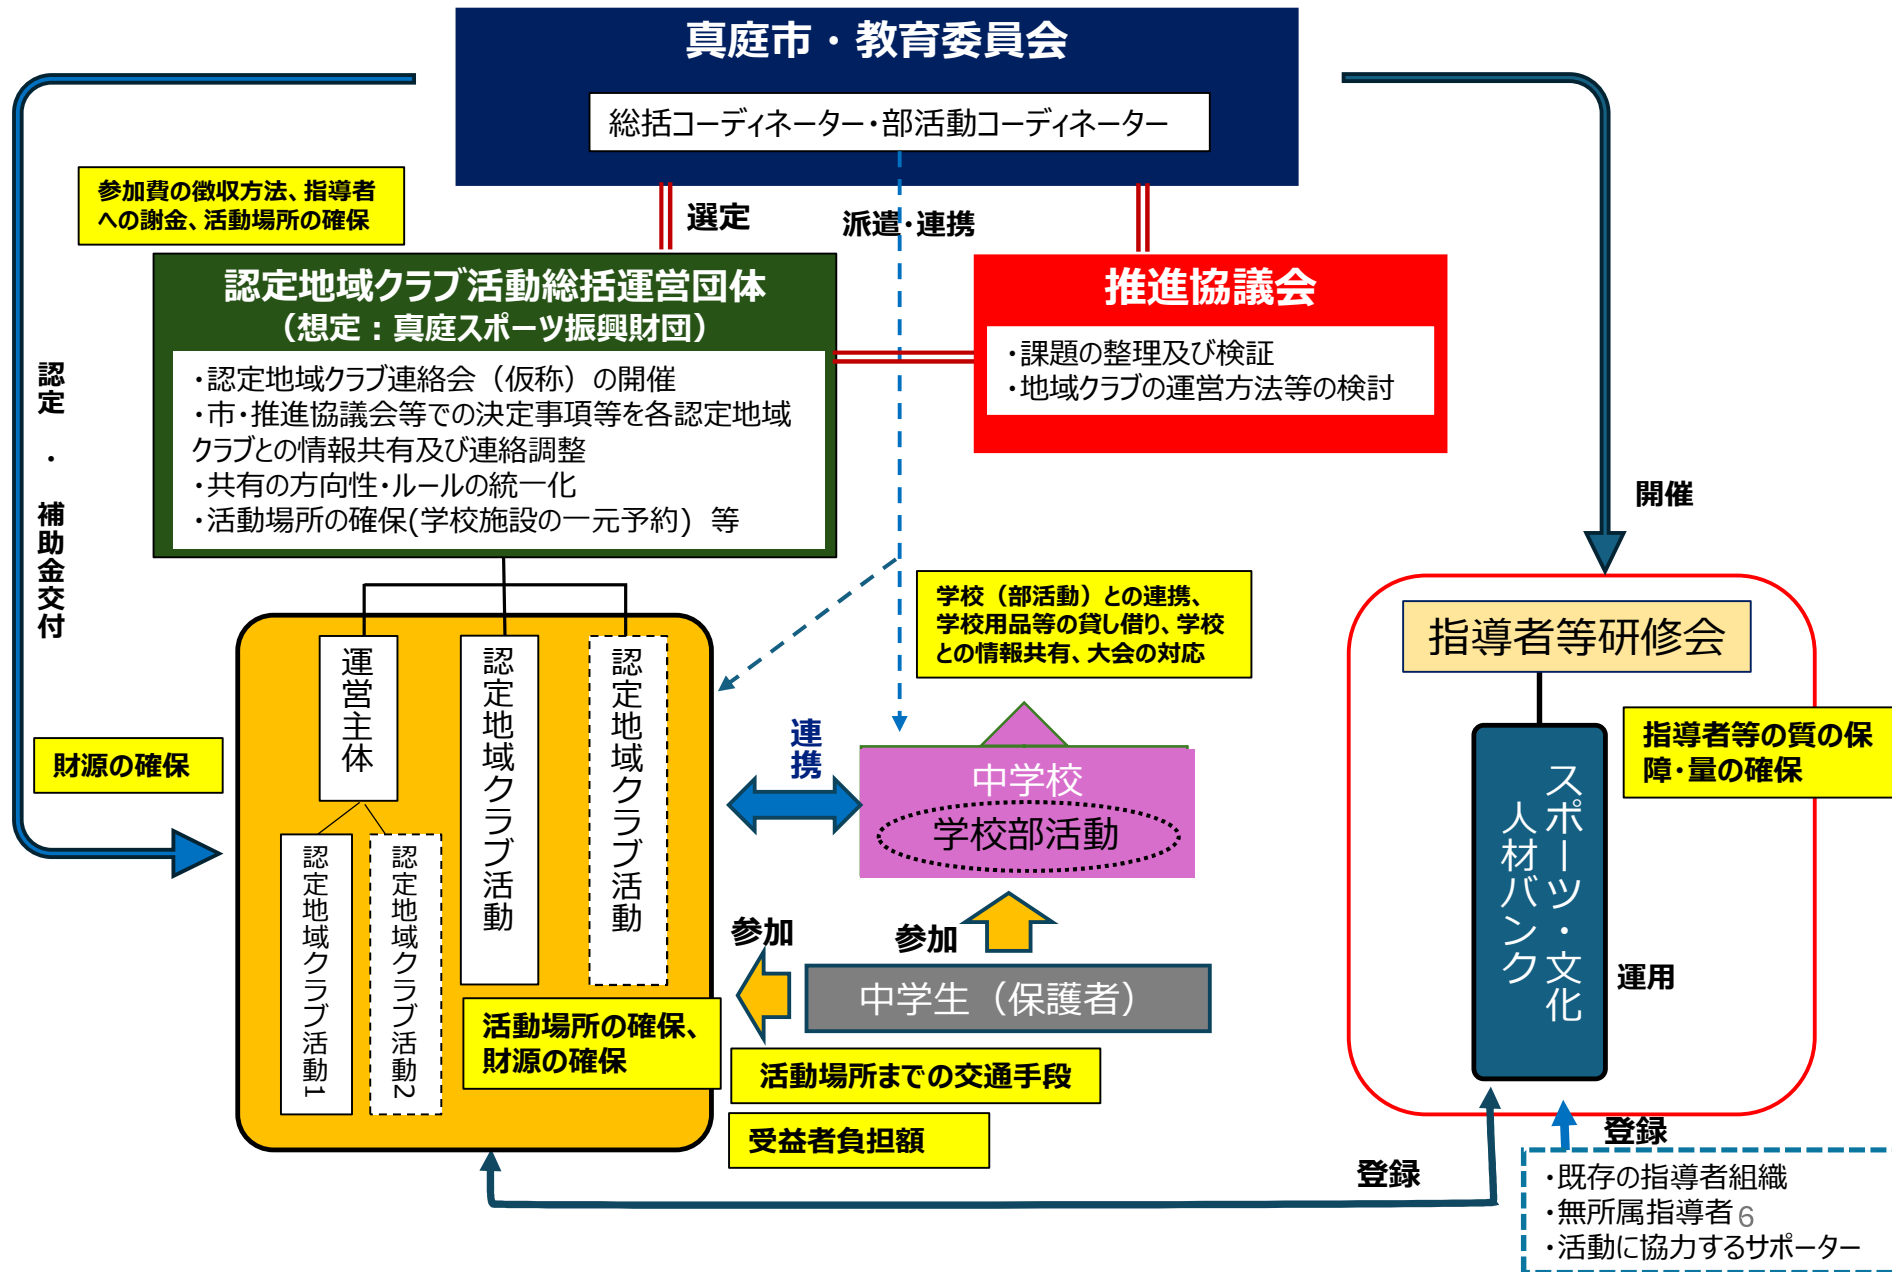 真庭市・教育委員会
総括コーディネーター・部活動コーディネーター
参加費の徴収方法、指導者
への謝金、活動場所の確保
選定
派遣・連携
認定地域クラブ活動総括運営団体
（想定：真庭スポーツ振興財団）
・認定地域クラブ連絡会（仮称）の開催
・市・推進協議会等での決定事項等を各認定地域
クラブとの情報共有及び連絡調整
・共有の方向性・ルールの統一化
・活動場所の確保(学校施設の一元予約) 等
推進協議会
・課題の整理及び検証
・地域クラブの運営方法等の検討
認定・補助金交付
開催
学校（部活動）との連携、
学校用品等の貸し借り、学校
との情報共有、大会の対応
指導者等研修会
運営主体
認定地域クラブ活動
認定地域クラブ活動
連携
中学校
学校部活動
財源の確保
指導者等の質の保
障・量の確保
スポーツ・文化
人材バンク
運用
認定地域クラブ活動1
認定地域クラブ活動2
参加
参加
中学生（保護者）
活動場所の確保、
財源の確保
活動場所までの交通手段
受益者負担額
登録
登録
・既存の指導者組織
・無所属指導者
・活動に協力するサポーター
6